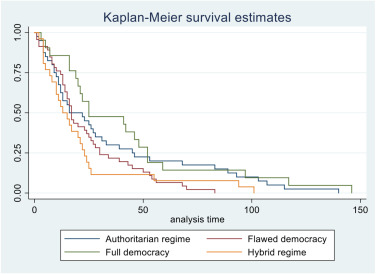 Kaplan-Meier survival estimates
1.00
0.75
0.50
0.25
0.00
0
50
100
150
analysis time
Authoritarian regime
Flawed democracy
Full democracy
Hybrid regime